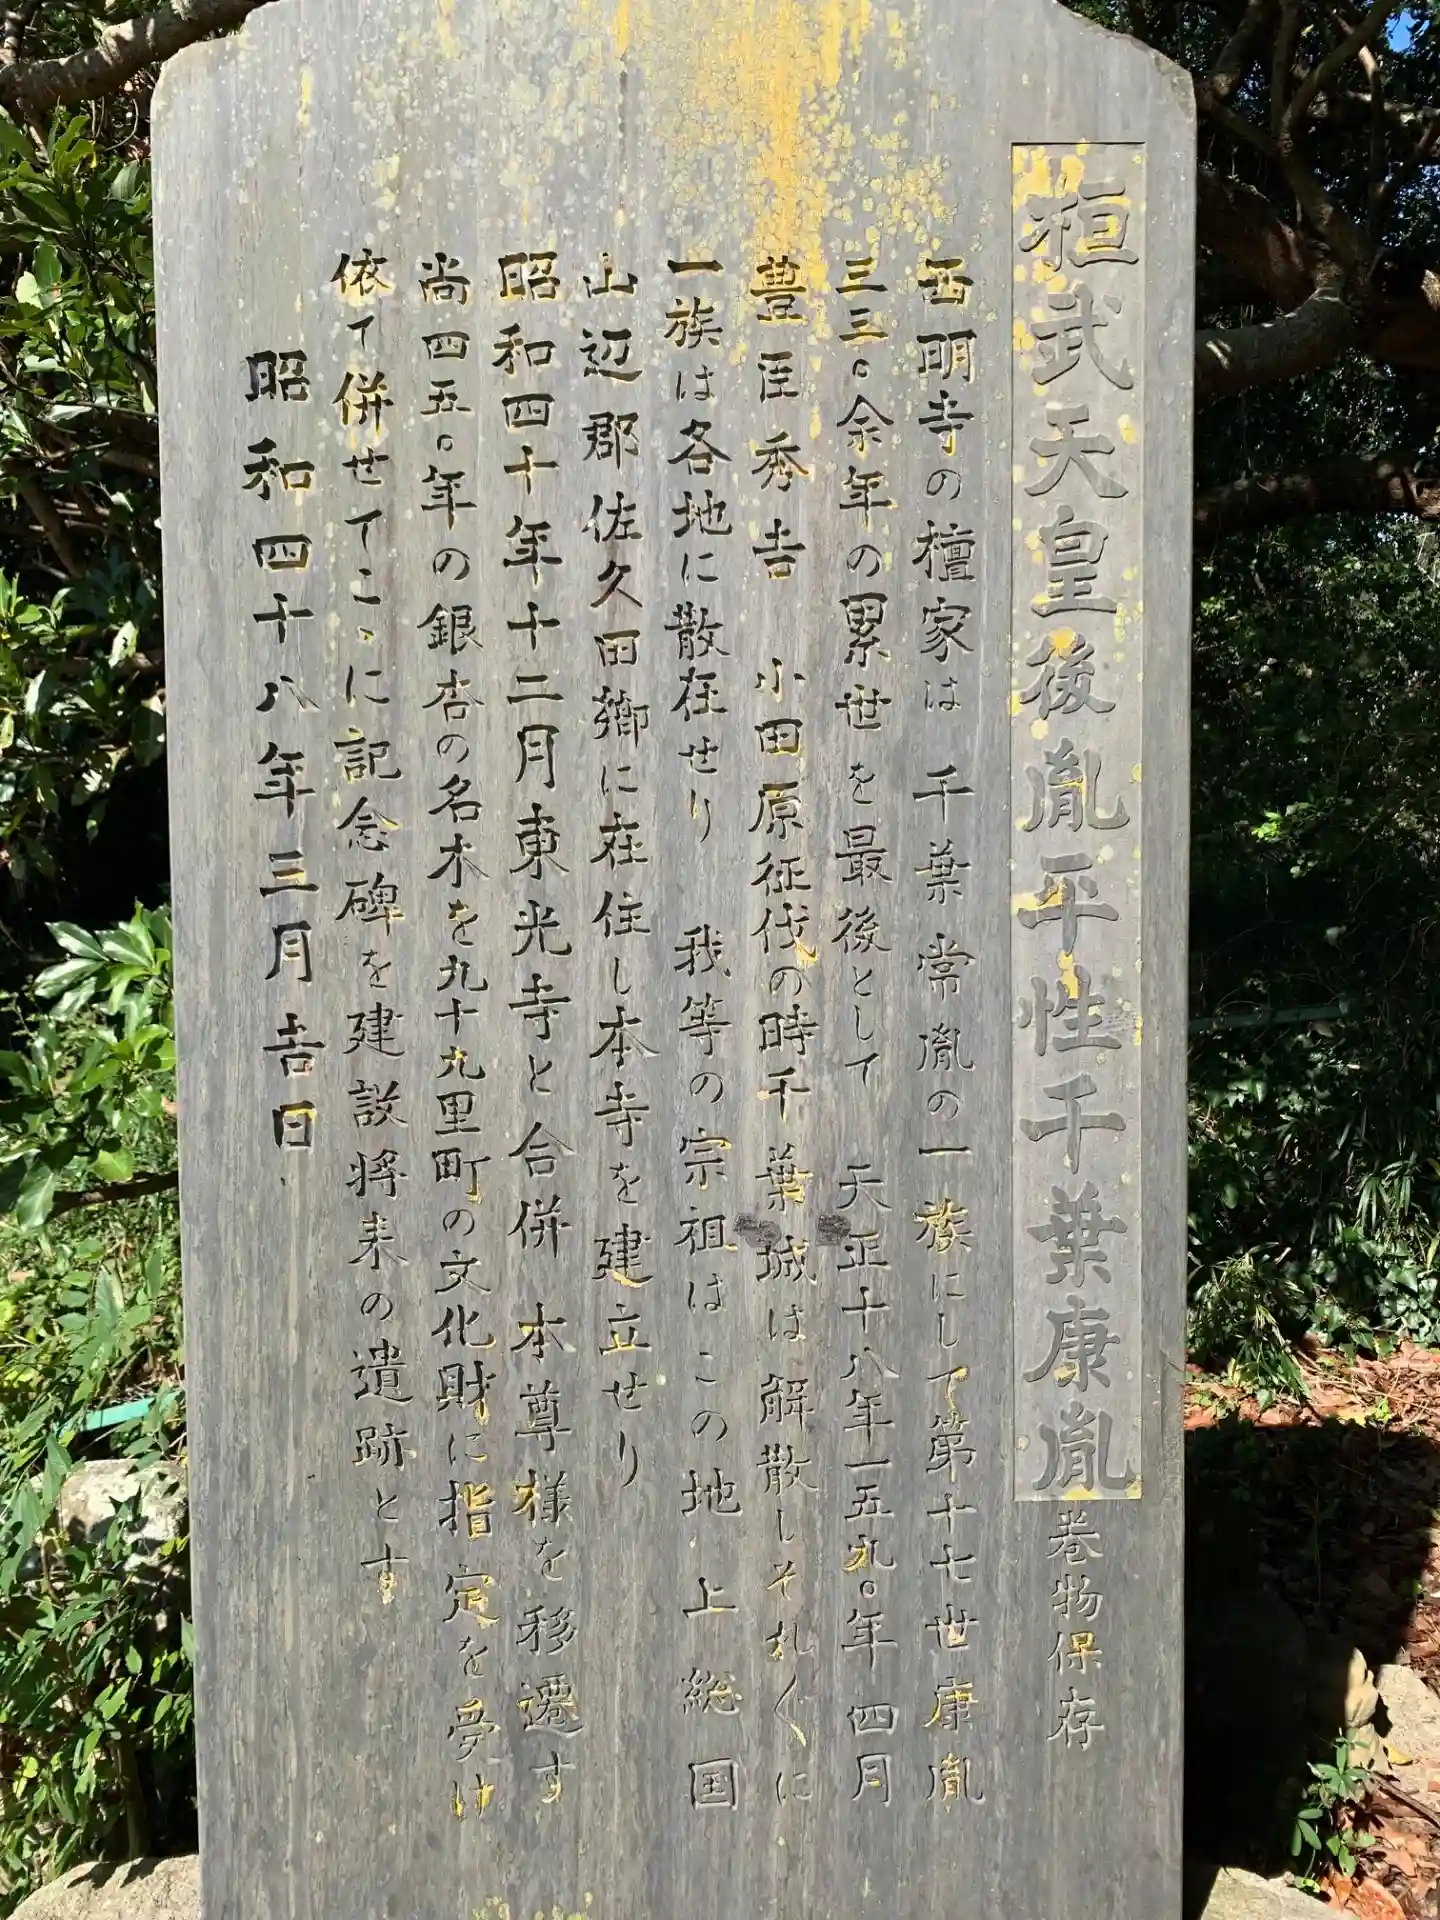 桓武天皇後胤平性千葉康胤巻物保存
西明寺の檀家は 千葉常胤の一族にして第十七世康胤
三三〇余年の累世を最後として 天正十八年一五九〇年四月
豊臣秀吉 小田原征伐の時千葉城は解散しそれ〱に
一族は各地に散在せり 我等の宗祖はこの地 上総国
山辺郡佐久田薌に在住し本寺を建立せり
昭和四十年十二月東光寺と合併 本尊様を移遷す
尚四五〇年の銀杏の名木を九十九里町の文化財に指定を受け
依て併せてこゝに記念碑を建設将来の遺跡とす
昭和四十八年三月吉日